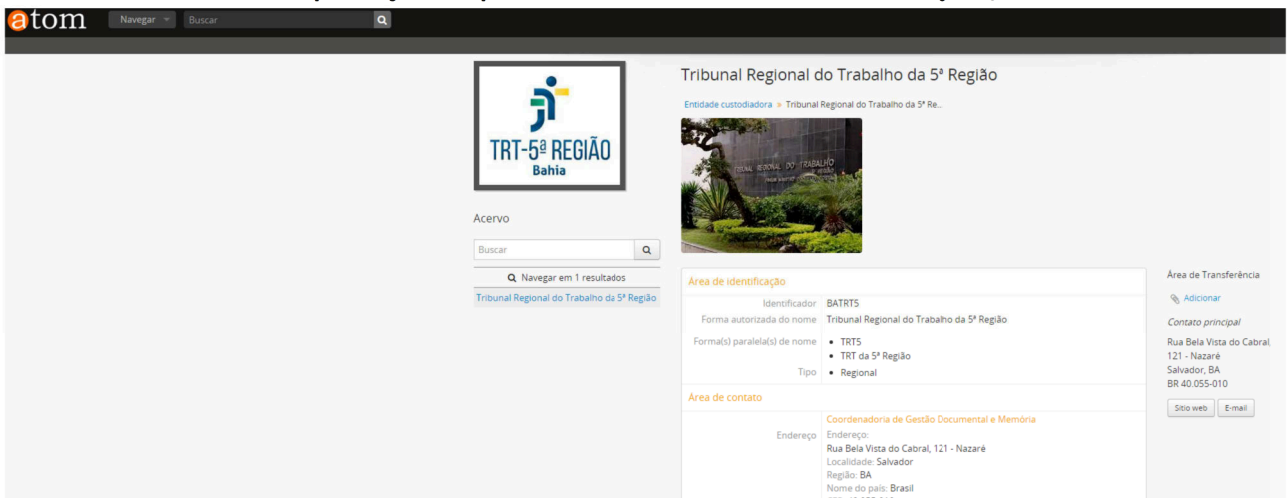 atom
Navegar
Buscar
TRT-5ª REGIÃO
Bahia
Acervo
Buscar
Navegar em 1 resultados
Tribunal Regional do Trabalho da 5ª Região
Tribunal Regional do Trabalho da 5ª Região
Entidade custodiadora » Tribunal Regional do Trabalho da 5ª Re...
TRIBUNAL REGIONAL DO TRABALHO
Área de identificação
Identificador BATRT5
Forma autorizada do nome Tribunal Regional do Trabalho da 5ª Região
Forma(s) paralela(s) de nome • TRT5
• TRT da 5ª Região
Tipo • Regional
Área de contato
Coordenadoria de Gestão Documental e Memória
Endereço Endereço:
Rua Bela Vista do Cabral, 121 - Nazaré
Localidade: Salvador
Região: BA
Nome do país: Brasil
Área de Transferência
Adicionar
Contato principal
Rua Bela Vista do Cabral,
121 - Nazaré
Salvador, BA
BR 40.055-010
Sítio web E-mail